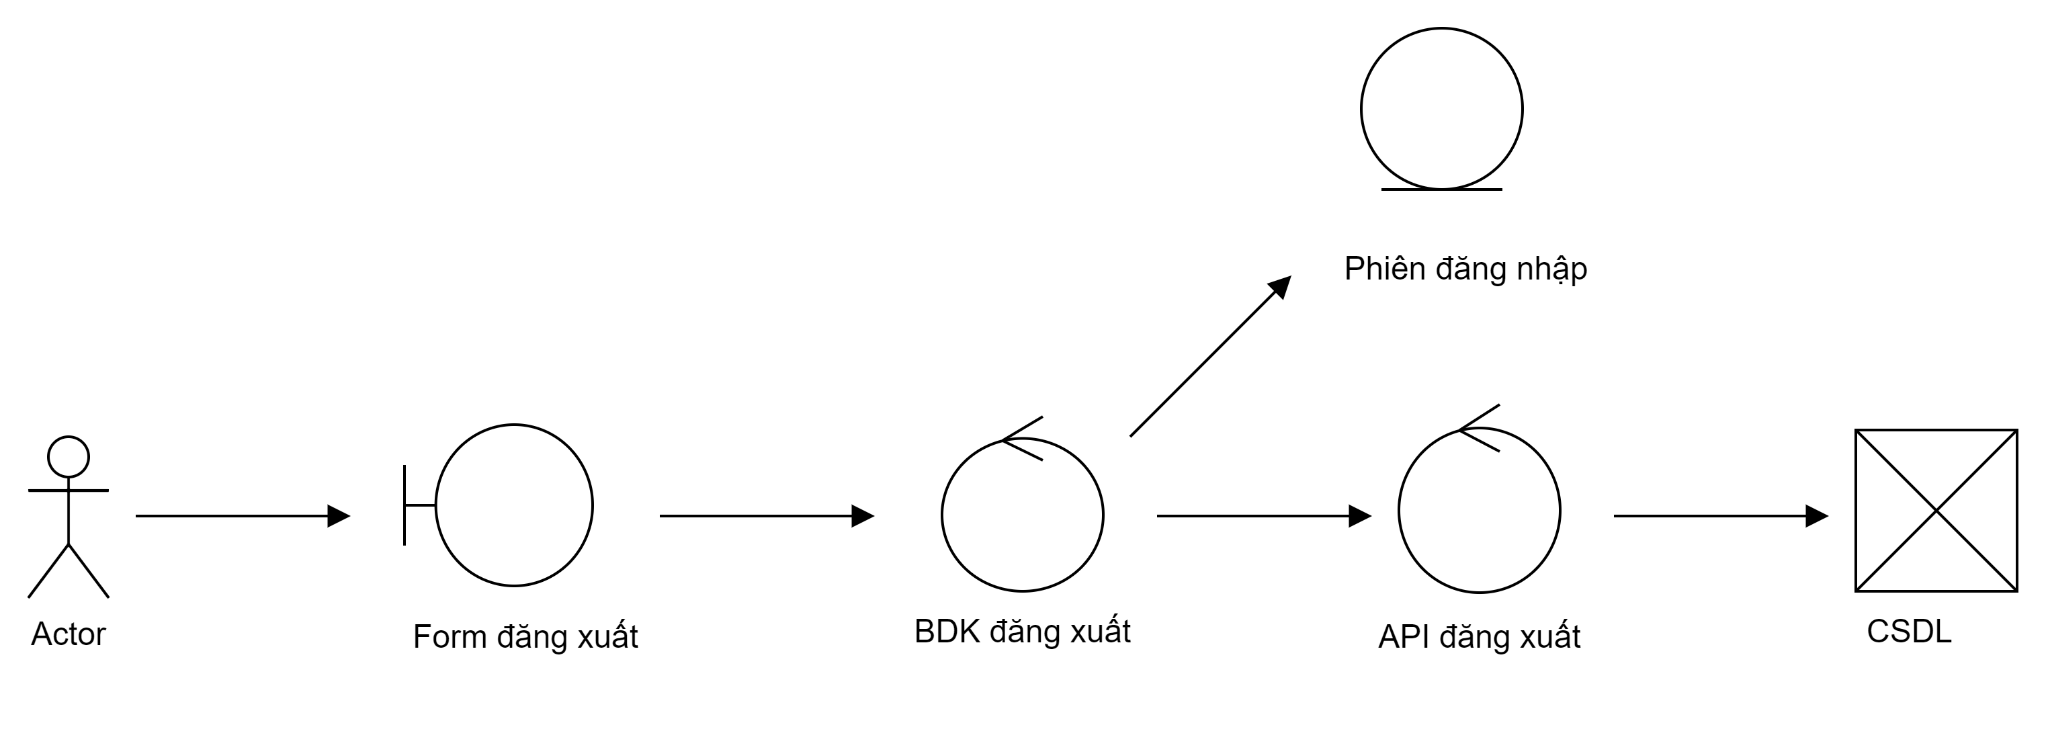 Phiên đăng nhập
Actor
Form đăng xuất
BDK đăng xuất
API đăng xuất
CSDL